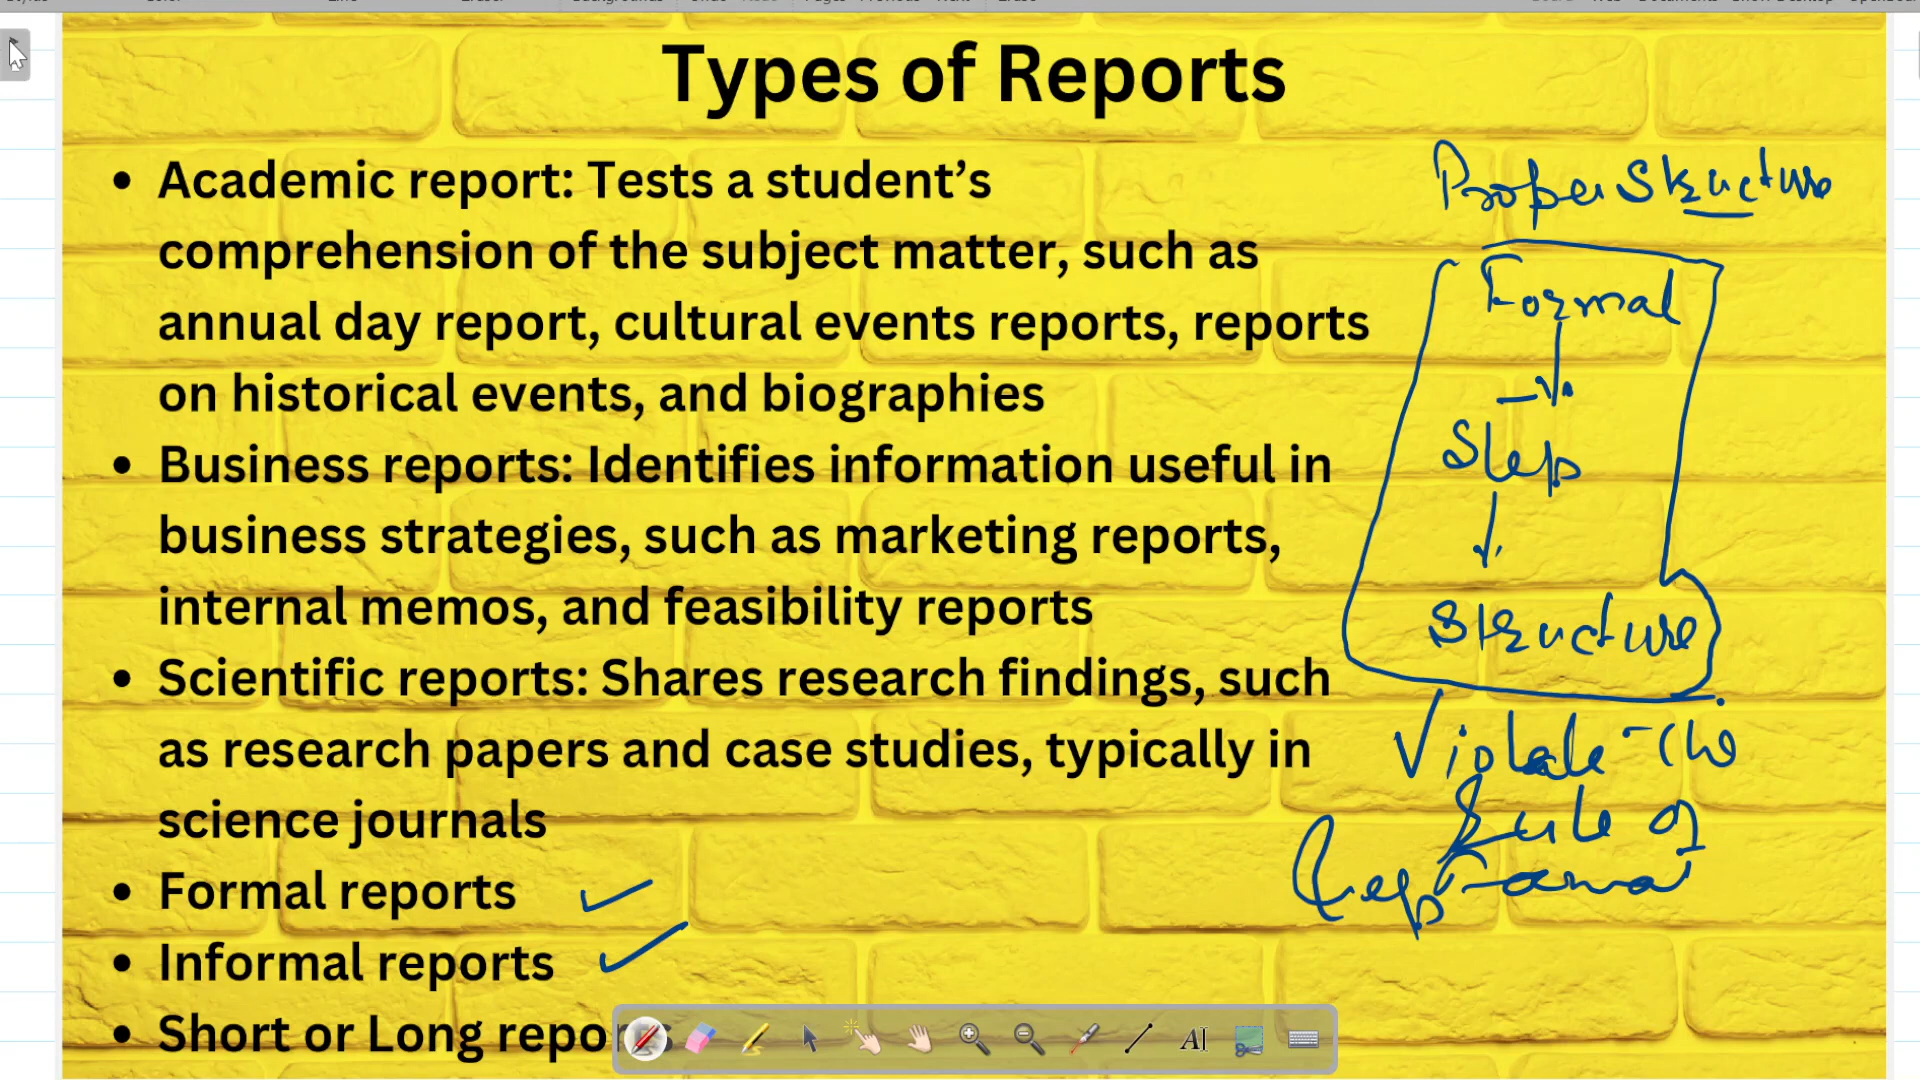 Types of Reports
• Academic report: Tests a student's
comprehension of the subject matter, such as
annual day report, cultural events reports, reports
on historical events, and biographies
• Business reports: Identifies information useful in
business strategies, such as marketing reports,
internal memos, and feasibility reports
• Scientific reports: Shares research findings, such
as research papers and case studies, typically in
science journals
• Formal reports
• Informal reports
• Short or Long repor
Proper Structure
Formal
Step
Structure
Violate the
Rule of